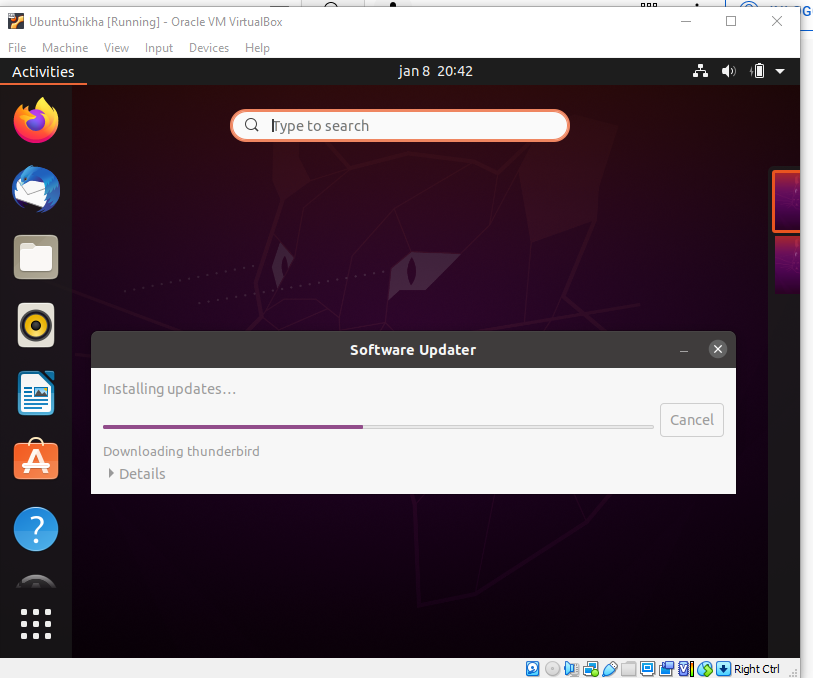 UbuntuShikha [Running] - Oracle VM VirtualBox
File Machine View Input Devices Help
Activities
jan 8 20:42
Type to search
Software Updater
Installing updates…
Cancel
Downloading thunderbird
Details
Right Ctrl